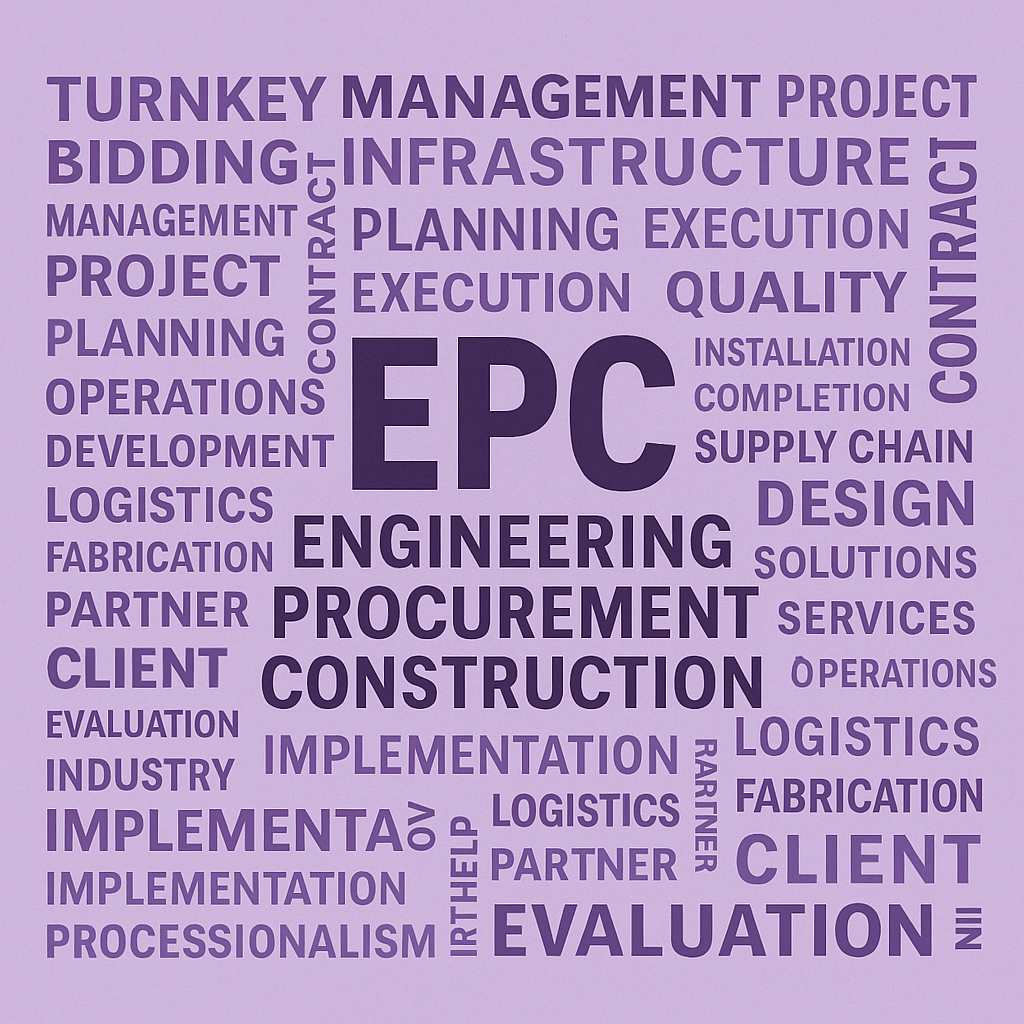 TURNKEY MANAGEMENT PROJECT
BIDDING INFRASTRUCTURE
CONTRACT
CONTRACT
MANAGEMENT PLANNING EXECUTION
PROJECT EXECUTION QUALITY
PLANNING
EPC
INSTALLATION
OPERATIONS COMPLETION
DEVELOPMENT SUPPLY CHAIN
LOGISTICS DESIGN
FABRICATION ENGINEERING SOLUTIONS
PARTNER PROCUREMENT SERVICES
CLIENT CONSTRUCTION OPERATIONS
EVALUATION IMPLEMENTATION LOGISTICS
INDUSTRY
RARTNER
FABRICATION
IMPLEMENTA
OV
LOGISTICS
CLIENT
IMPLEMENTATION
IRTHELP
PARTNER
PROCESSIONALISM
EVALUATION